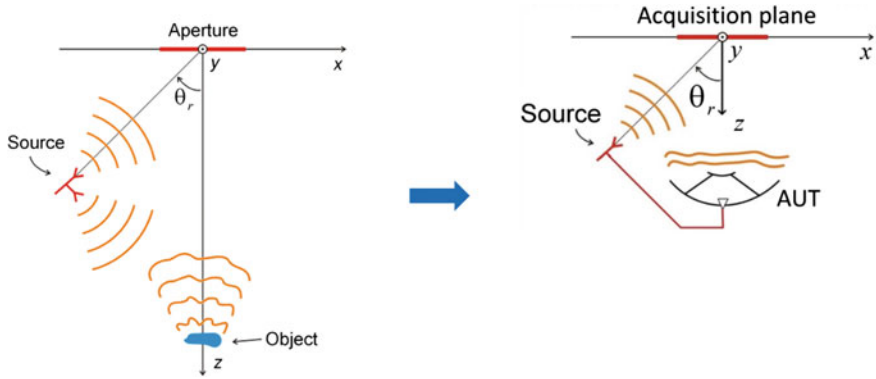 Aperture
x
y
θr
Source
Object
z
Acquisition plane
x
y
θr
z
Source
AUT